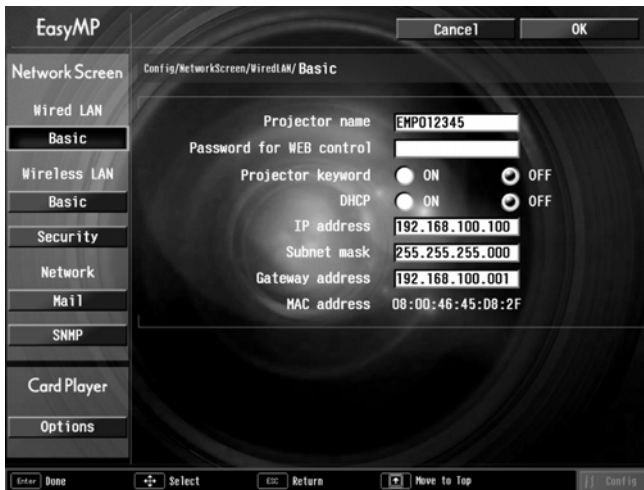 EasyMP
Cancel
OK
Network Screen
Config/NetworkScreen/WiredLAN/Basic
Wired LAN
Basic
Wireless LAN
Basic
Security
Network
Mail
SNMP
Card Player
Options
Projector name EMP012345
Password for WEB control
Projector keyword ON OFF
DHCP ON OFF
IP address 192.168.100.100
Subnet mask 255.255.255.000
Gateway address 192.168.100.001
MAC address 08:00:46:45:D8:2F
Enter Done
Select
ESC Return
Move to Top
Config